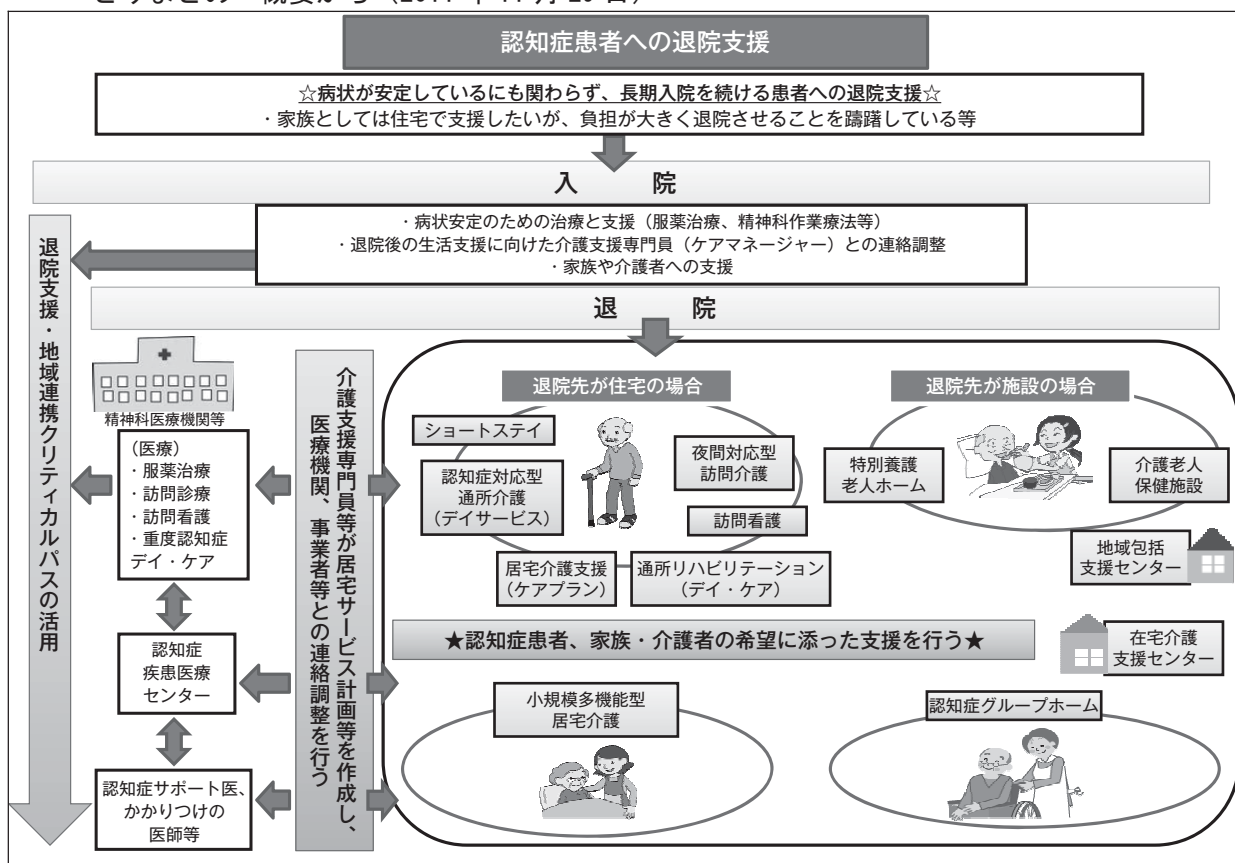 認知症患者への退院支援
☆病状が安定しているにも関わらず、長期入院を続ける患者への退院支援☆
・家族としては住宅で支援したいが、負担が大きく退院させることを躊躇している等
入 院
・病状安定のための治療と支援（服薬治療、精神科作業療法等）
・退院後の生活支援に向けた介護支援専門員（ケアマネージャー）との連絡調整
・家族や介護者への支援
退 院
退院支援・地域連携クリティカルパスの活用
精神科医療機関等
（医療）
・服薬治療
・訪問診療
・訪問看護
・重度認知症
デイ・ケア
認知症
疾患医療
センター
認知症サポート医、
かかりつけの
医師等
介護支援専門員等が居宅サービス計画等を作成し、
医療機関、事業者等との連絡調整を行う
退院先が住宅の場合
ショートステイ
認知症対応型
通所介護
（デイサービス）
夜間対応型
訪問介護
訪問看護
居宅介護支援
（ケアプラン）
通所リハビリテーション
（デイ・ケア）
退院先が施設の場合
特別養護
老人ホーム
介護老人
保健施設
地域包括
支援センター
★認知症患者、家族・介護者の希望に添った支援を行う★
在宅介護
支援センター
小規模多機能型
居宅介護
認知症グループホーム